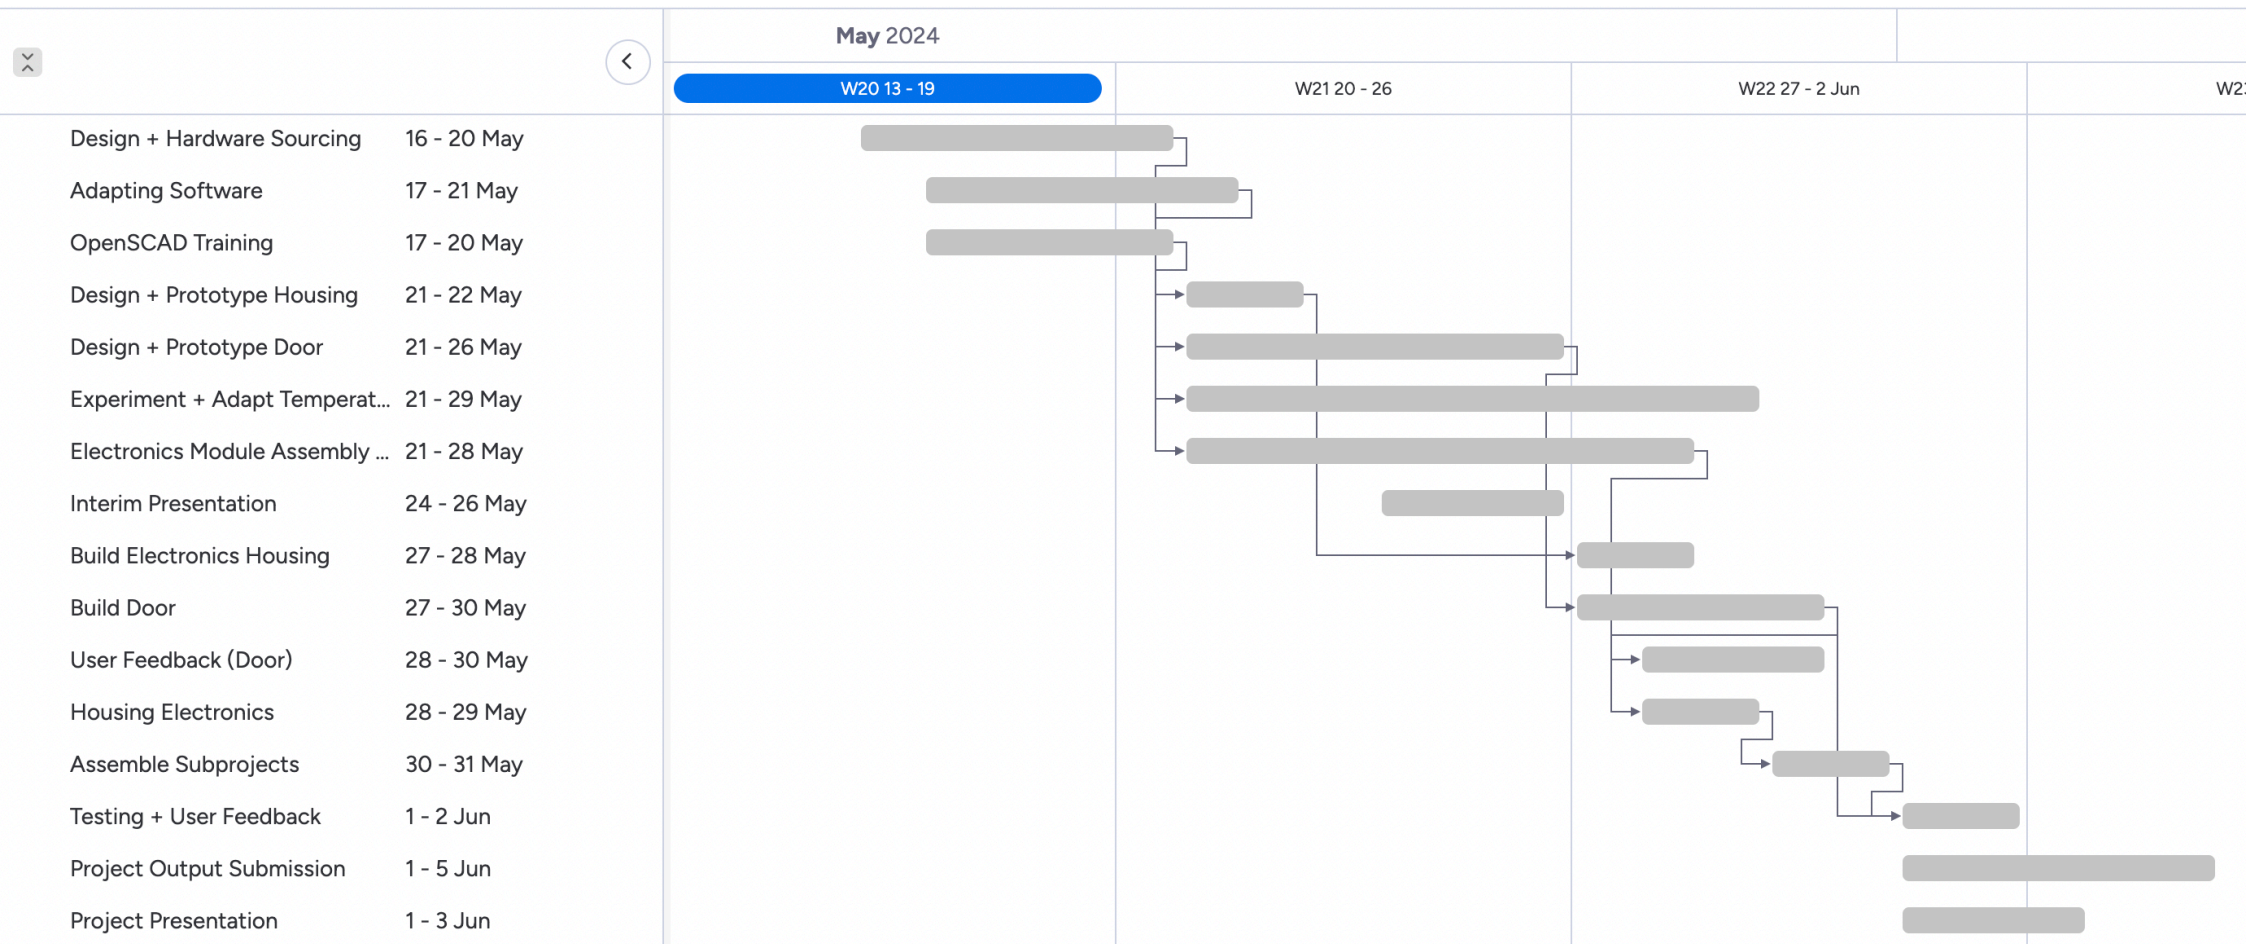 May 2024
W20 13 - 19 W21 20 - 26 W22 27 - 2 Jun
Design + Hardware Sourcing 16 - 20 May
Adapting Software 17 - 21 May
OpenSCAD Training 17 - 20 May
Design + Prototype Housing 21 - 22 May
Design + Prototype Door 21 - 26 May
Experiment + Adapt Temperat... 21 - 29 May
Electronics Module Assembly ... 21 - 28 May
Interim Presentation 24 - 26 May
Build Electronics Housing 27 - 28 May
Build Door 27 - 30 May
User Feedback (Door) 28 - 30 May
Housing Electronics 28 - 29 May
Assemble Subprojects 30 - 31 May
Testing + User Feedback 1 - 2 Jun
Project Output Submission 1 - 5 Jun
Project Presentation 1 - 3 Jun